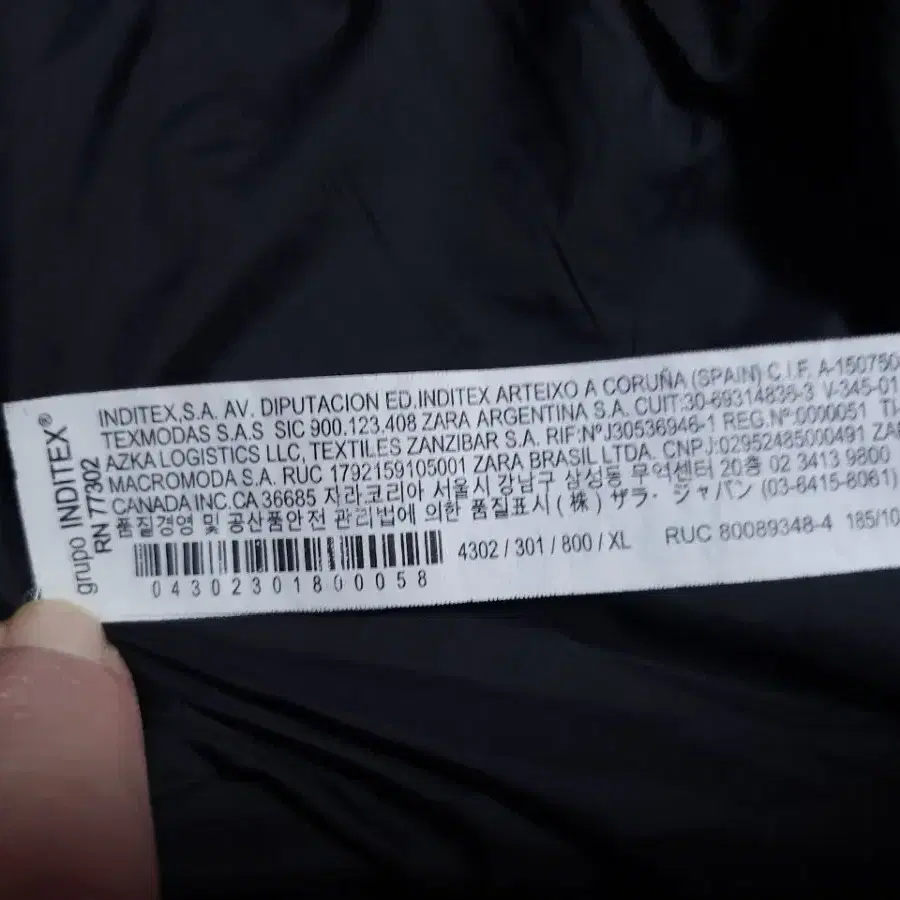 grupo INDITEX®
RN 77302
INDITEX,S.A. AV. DIPUTACION ED.INDITEX ARTEIXO A CORUÑA (SPAIN) C.I.F. A-150750
TEXMODAS S.A.S SIC 900.123.408 ZARA ARGENTINA S.A. CUIT:30-69314836-3 V-345-01
AZKA LOGISTICS LLC, TEXTILES ZANZIBAR S.A. RIF:NºJ30536946-1 REG.Nº:0000051
MACROMODA S.A. RUC 1792159105001 ZARA BRASIL LTDA. CNPJ:02952485000491
CANADA INC. CA 36685 자라코리아 서울시 강남구 삼성동 무역센터 20층 02 3413 9800
품질경영 및 공산품안전 관리법에 의한 품질표시 (株) ザラ・ジャパン (03-6415-8061)
4302 / 301 / 800 / XL RUC 80089348-4 185/10
04302301800058